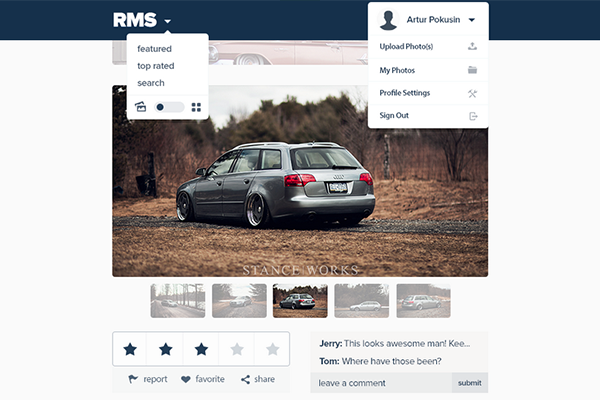 RMS
featured
top rated
search
Artur Pokusin
Upload Photo(s)
My Photos
Profile Settings
Sign Out
STANCE WORKS
report
favorite
share
Jerry: This looks awesome man! Kee...
Tom: Where have those been?
leave a comment
submit